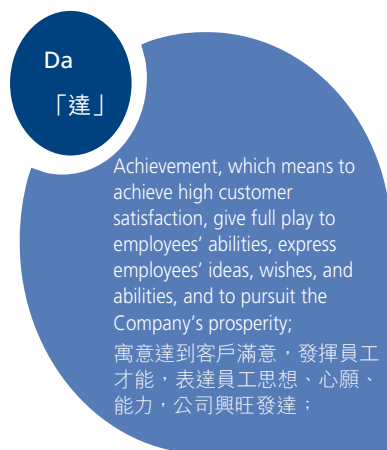 Da
「達」
Achievement, which means to
achieve high customer
satisfaction, give full play to
employees’ abilities, express
employees’ ideas, wishes, and
abilities, and to pursuit the
Company’s prosperity;
寓意達到客戶滿意，發揮員工
才能，表達員工思想、心願、
能力，公司興旺發達；